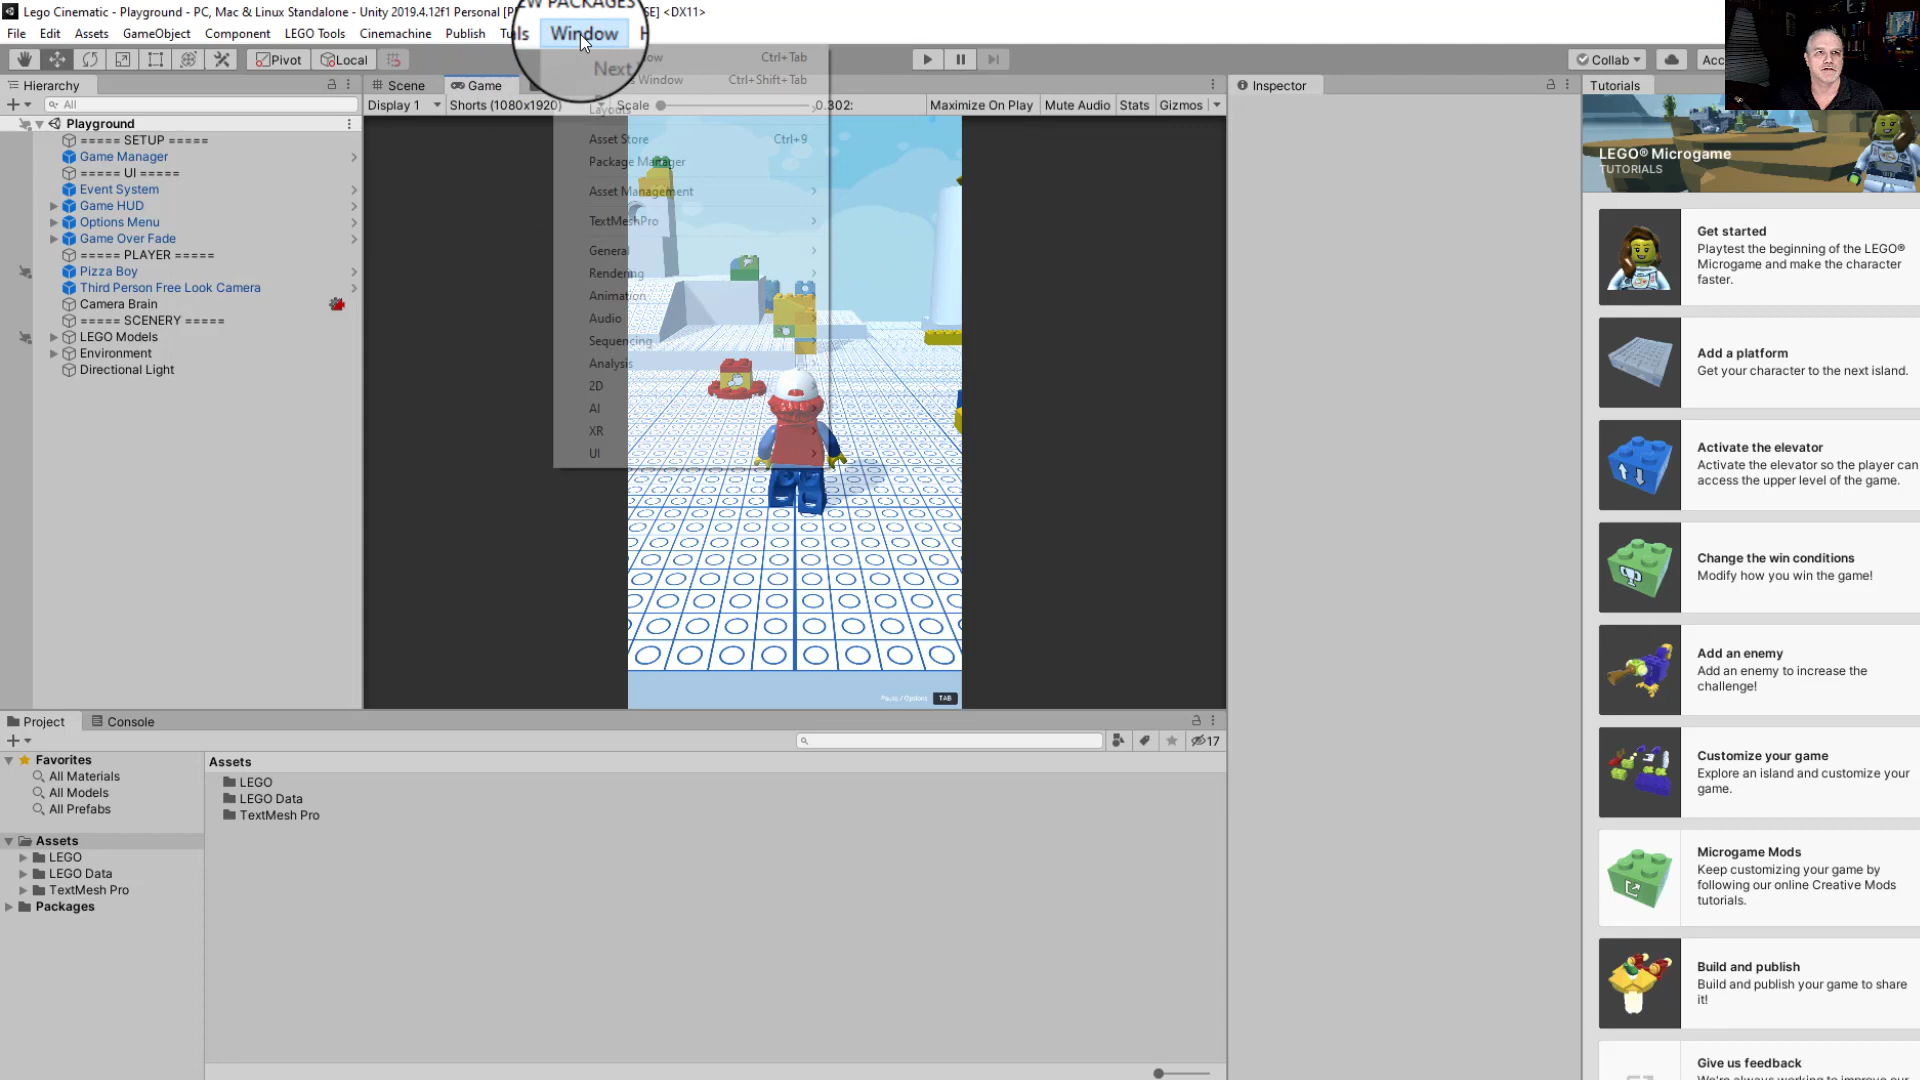 Lego Cinematic - Playground - PC, Mac & Linux Standalone - Unity 2019.4.12f1 Personal [P
EW PACKAGES
SE] <DX11>
File Edit Assets GameObject Component LEGO Tools Cinemachine Publish Tu ls Window H
Pivot Local
Collab
Acc
Next
Window
Ctrl+Tab
Ctrl+Shift+Tab
Layouts
Asset Store Ctrl+9
Package Manager
Asset Management
TextMeshPro
General
Rendering
Animation
Audio
Sequencing
Analysis
2D
AI
XR
UI
Hierarchy
All
Playground
===== SETUP =====
Game Manager
===== UI =====
Event System
Game HUD
Options Menu
Game Over Fade
===== PLAYER =====
Pizza Boy
Third Person Free Look Camera
Camera Brain
===== SCENERY =====
LEGO Models
Environment
Directional Light
Scene Game
Display 1 Shorts (1080x1920) Scale 0.302: Maximize On Play Mute Audio Stats Gizmos
Pause / Options TAB
Inspector
Tutorials
LEGO® Microgame
TUTORIALS
Get started
Playtest the beginning of the LEGO®
Microgame and make the character
faster.
Add a platform
Get your character to the next island.
Activate the elevator
Activate the elevator so the player can
access the upper level of the game.
Change the win conditions
Modify how you win the game!
Add an enemy
Add an enemy to increase the
challenge!
Customize your game
Explore an island and customize your
game.
Microgame Mods
Keep customizing your game by
following our online Creative Mods
tutorials.
Build and publish
Build and publish your game to share
it!
Give us feedback
Project Console
17
Favorites
All Materials
All Models
All Prefabs
Assets
LEGO
LEGO Data
TextMesh Pro
Packages
Assets
LEGO
LEGO Data
TextMesh Pro